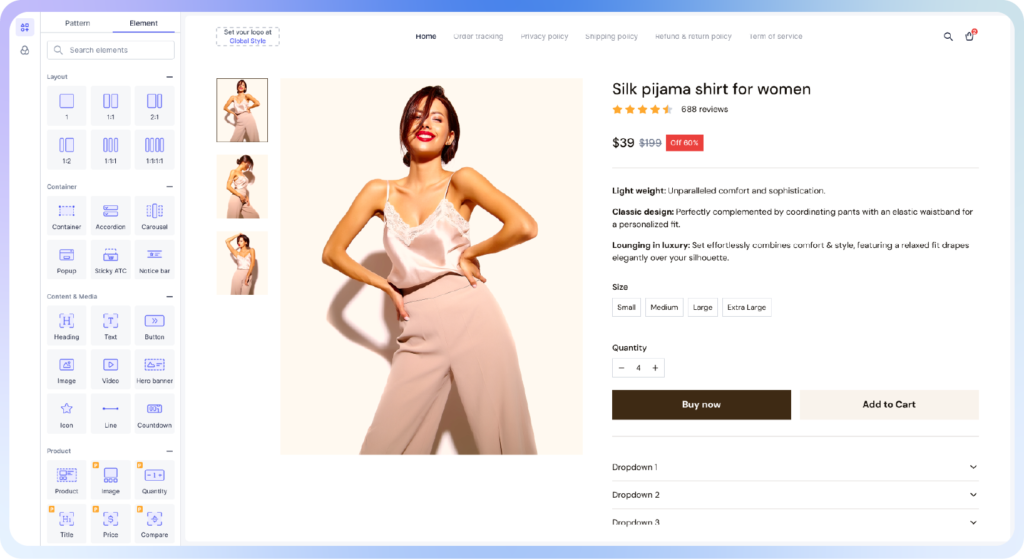 Pattern Element
Search elements
Layout
1 1:1 2:1
1:2 1:1:1 1:1:1:1
Container
Container Accordion Carousal
Popup Sticky ATC Notice bar
Content & Media
Heading Text Button
Image Video Hero banner
Icon Line Countdown
Product
Product Image Quantity
Title Price Compare
Set your logo at
Global Style
Home Order tracking Privacy policy Shipping policy Refund & return policy Term of service
2
Silk pijama shirt for women
688 reviews
$39 $199 Off 60%
Light weight: Unparalleled comfort and sophistication.
Classic design: Perfectly complemented by coordinating pants with an elastic waistband for
a personalized fit.
Lounging in luxury: Set effortlessly combines comfort & style, featuring a relaxed fit drapes
elegantly over your silhouette.
Size
Small Medium Large Extra Large
Quantity
− 4 +
Buy now Add to Cart
Dropdown 1
Dropdown 2
Dropdown 3